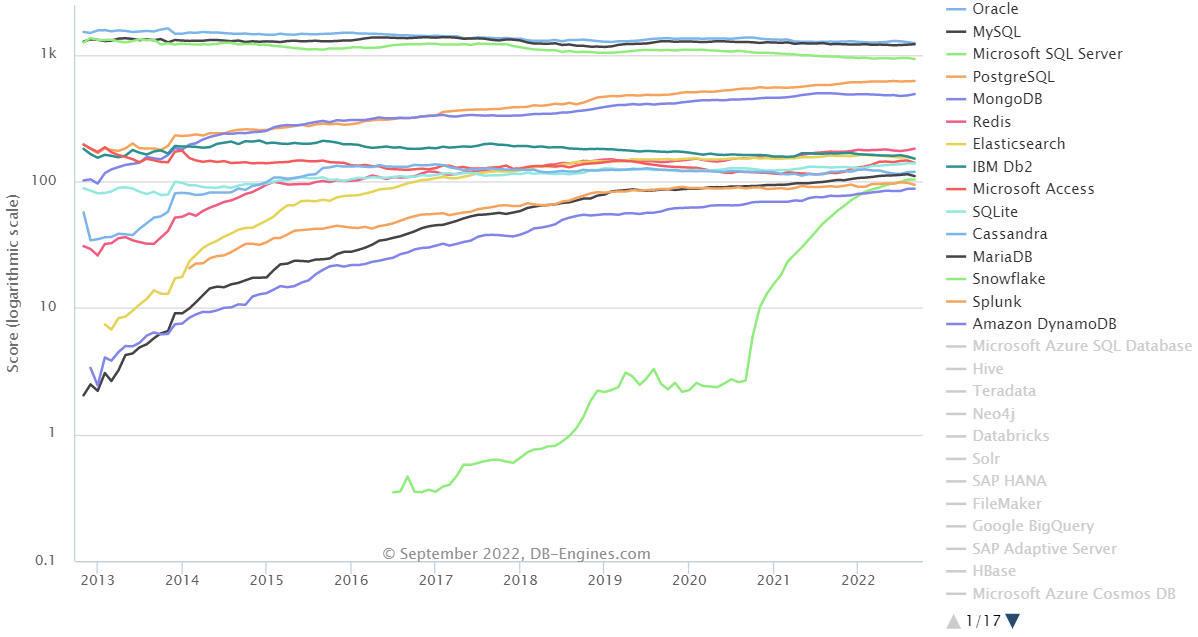 Score (logarithmic scale)
1k
100
10
1
0.1
2013 2014 2015 2016 2017 2018 2019 2020 2021 2022
© September 2022, DB-Engines.com
Oracle
MySQL
Microsoft SQL Server
PostgreSQL
MongoDB
Redis
Elasticsearch
IBM Db2
Microsoft Access
SQLite
Cassandra
MariaDB
Snowflake
Splunk
Amazon DynamoDB
Microsoft Azure SQL Database
Hive
Teradata
Neo4j
Databricks
Solr
SAP HANA
FileMaker
Google BigQuery
SAP Adaptive Server
HBase
Microsoft Azure Cosmos DB
1/17